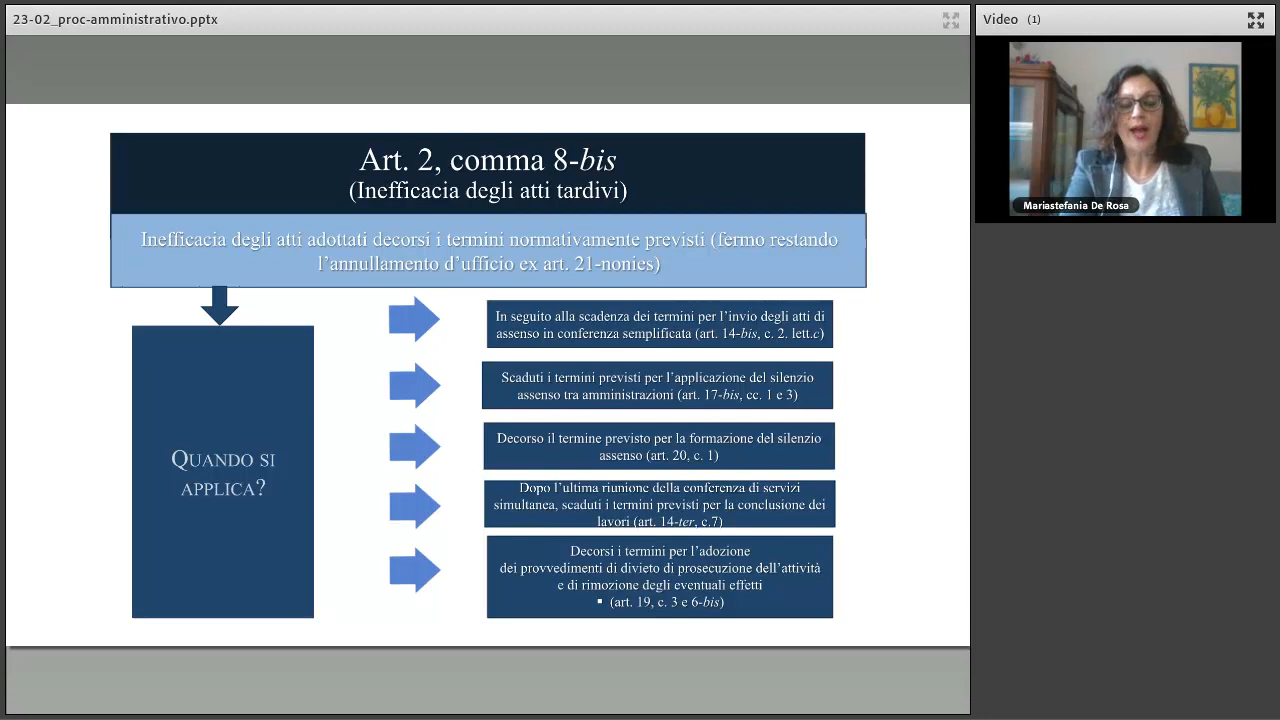 23-02_proc-amministrativo.pptx
Video (1)
Mariastefania De Rosa
Art. 2, comma 8-bis
(Inefficacia degli atti tardivi)
Inefficacia degli atti adottati decorsi i termini normativamente previsti (fermo restando
l’annullamento d’ufficio ex art. 21-nonies)
QUANDO SI
APPLICA?
In seguito alla scadenza dei termini per l’invio degli atti di
assenso in conferenza semplificata (art. 14-bis, c. 2. lett.c)
Scaduti i termini previsti per l’applicazione del silenzio
assenso tra amministrazioni (art. 17-bis, cc. 1 e 3)
Decorso il termine previsto per la formazione del silenzio
assenso (art. 20, c. 1)
Dopo l’ultima riunione della conferenza di servizi
simultanea, scaduti i termini previsti per la conclusione dei
lavori (art. 14-ter, c.7)
Decorsi i termini per l’adozione
dei provvedimenti di divieto di prosecuzione dell’attività
e di rimozione degli eventuali effetti
▪ (art. 19, c. 3 e 6-bis)